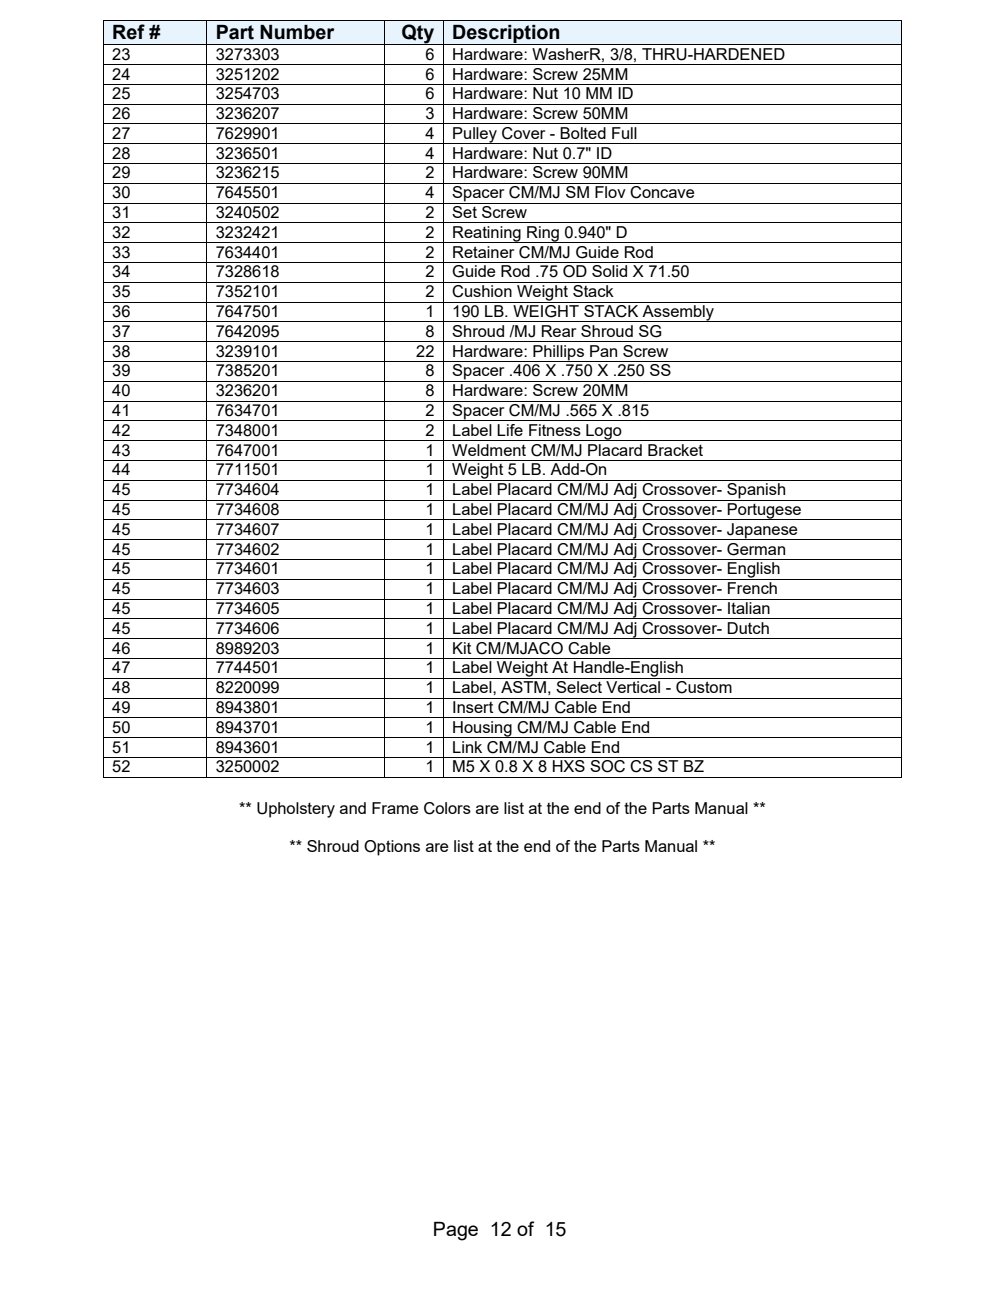 Ref # Part Number Qty Description
23 3273303 6 Hardware: WasherR, 3/8, THRU-HARDENED
24 3251202 6 Hardware: Screw 25MM
25 3254703 6 Hardware: Nut 10 MM ID
26 3236207 3 Hardware: Screw 50MM
27 7629901 4 Pulley Cover - Bolted Full
28 3236501 4 Hardware: Nut 0.7" ID
29 3236215 2 Hardware: Screw 90MM
30 7645501 4 Spacer CM/MJ SM Flov Concave
31 3240502 2 Set Screw
32 3232421 2 Reatining Ring 0.940" D
33 7634401 2 Retainer CM/MJ Guide Rod
34 7328618 2 Guide Rod .75 OD Solid X 71.50
35 7352101 2 Cushion Weight Stack
36 7647501 1 190 LB. WEIGHT STACK Assembly
37 7642095 8 Shroud /MJ Rear Shroud SG
38 3239101 22 Hardware: Phillips Pan Screw
39 7385201 8 Spacer .406 X .750 X .250 SS
40 3236201 8 Hardware: Screw 20MM
41 7634701 2 Spacer CM/MJ .565 X .815
42 7348001 2 Label Life Fitness Logo
43 7647001 1 Weldment CM/MJ Placard Bracket
44 7711501 1 Weight 5 LB. Add-On
45 7734604 1 Label Placard CM/MJ Adj Crossover- Spanish
45 7734608 1 Label Placard CM/MJ Adj Crossover- Portugese
45 7734607 1 Label Placard CM/MJ Adj Crossover- Japanese
45 7734602 1 Label Placard CM/MJ Adj Crossover- German
45 7734601 1 Label Placard CM/MJ Adj Crossover- English
45 7734603 1 Label Placard CM/MJ Adj Crossover- French
45 7734605 1 Label Placard CM/MJ Adj Crossover- Italian
45 7734606 1 Label Placard CM/MJ Adj Crossover- Dutch
46 8989203 1 Kit CM/MJACO Cable
47 7744501 1 Label Weight At Handle-English
48 8220099 1 Label, ASTM, Select Vertical - Custom
49 8943801 1 Insert CM/MJ Cable End
50 8943701 1 Housing CM/MJ Cable End
51 8943601 1 Link CM/MJ Cable End
52 3250002 1 M5 X 0.8 X 8 HXS SOC CS ST BZ
** Upholstery and Frame Colors are list at the end of the Parts Manual **
** Shroud Options are list at the end of the Parts Manual **
Page 12 of 15